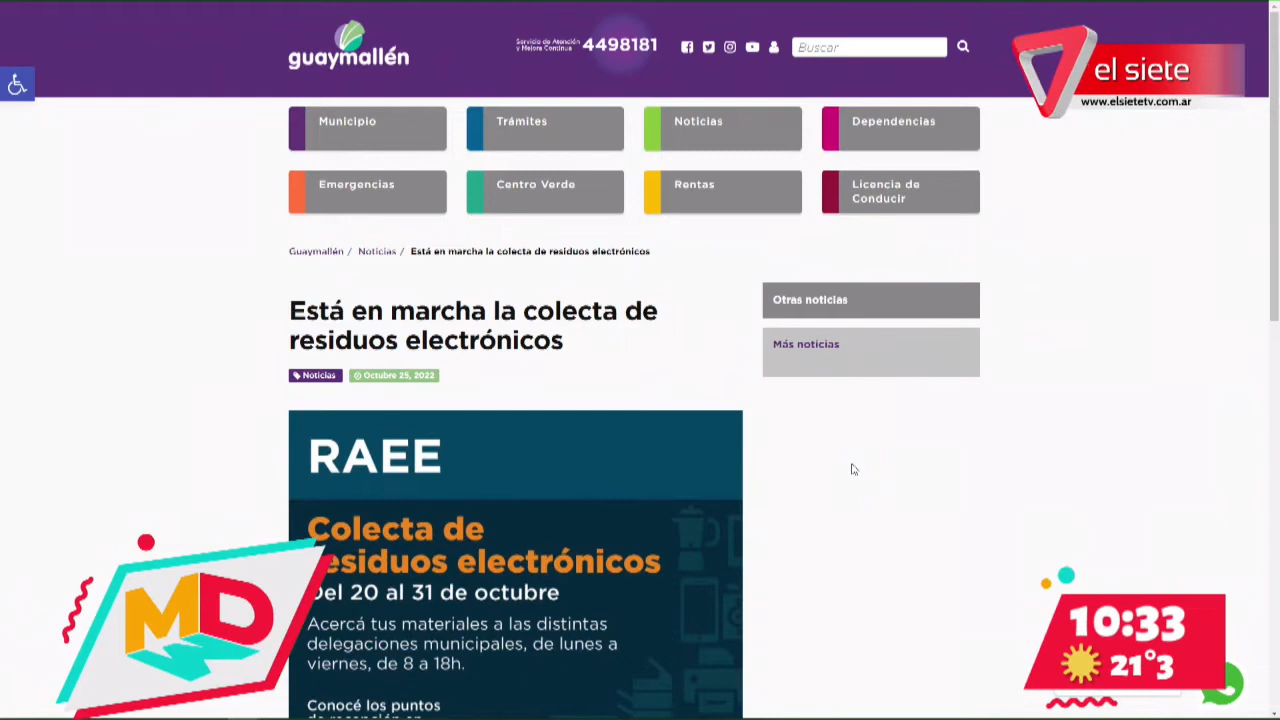 guaymallén
Servicio de Atención
y Mejora Continua
4498181
Buscar
el siete
www.elsietetv.com.ar
Municipio
Trámites
Noticias
Dependencias
Emergencias
Centro Verde
Rentas
Licencia de
Conducir
Guaymallén / Noticias / Está en marcha la colecta de residuos electrónicos
Está en marcha la colecta de
residuos electrónicos
Noticias
Octubre 25, 2022
Otras noticias
Más noticias
RAEE
Colecta de
residuos electrónicos
Del 20 al 31 de octubre
Acercá tus materiales a las distintas
delegaciones municipales, de lunes a
viernes, de 8 a 18h.
Conocé los puntos
MD
10:33
21°3